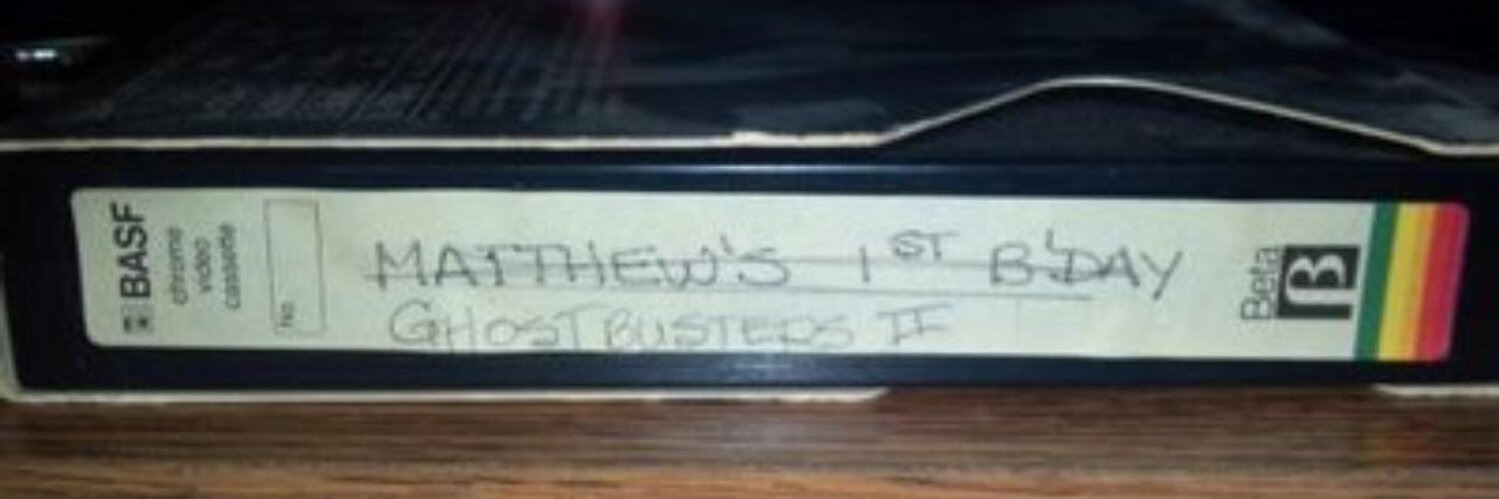 BASF
chrome
video
cassette
No.
MATTHEW'S 1ST B'DAY
GHOSTBUSTERS II
Beta
β